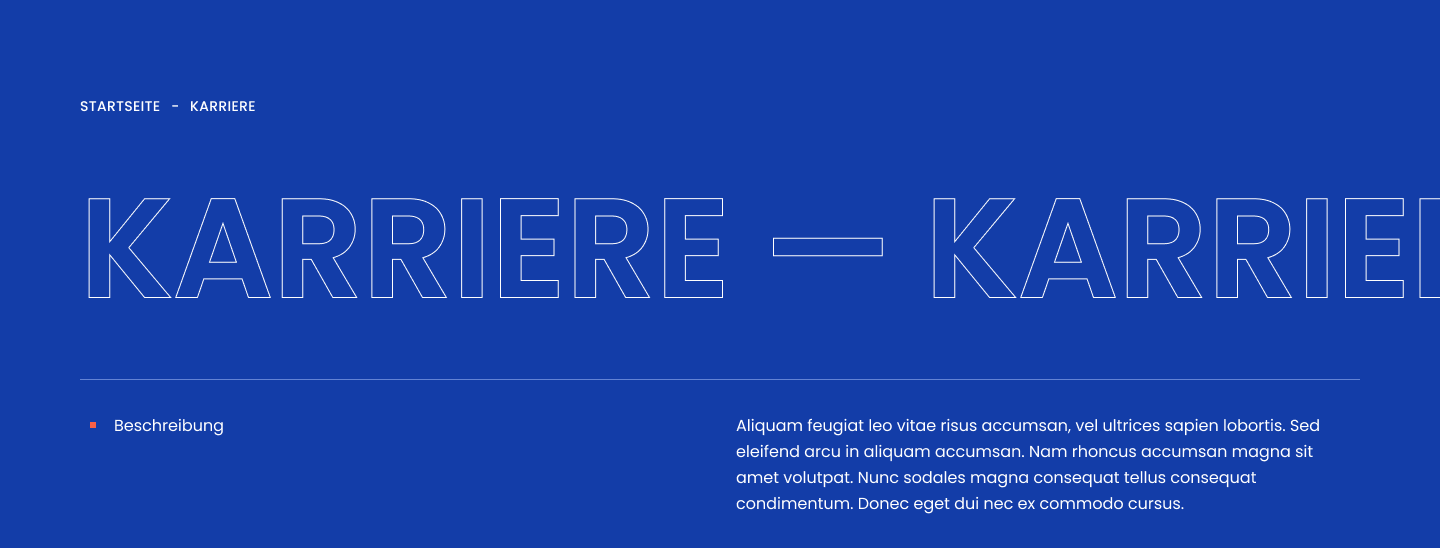 STARTSEITE - KARRIERE
KARRIERE — KARRIE
Beschreibung
Aliquam feugiat leo vitae risus accumsan, vel ultrices sapien lobortis. Sed
eleifend arcu in aliquam accumsan. Nam rhoncus accumsan magna sit
amet volutpat. Nunc sodales magna consequat tellus consequat
condimentum. Donec eget dui nec ex commodo cursus.